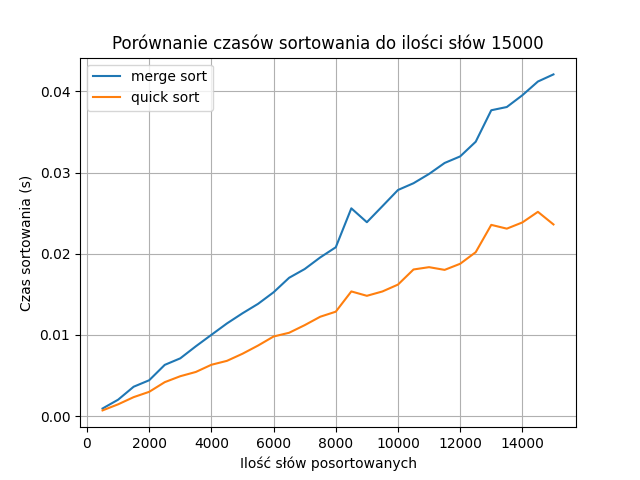 Porównanie czasów sortowania do ilości słów 15000
merge sort
quick sort
0.04
0.03
0.02
0.01
0.00
Czas sortowania (s)
0 2000 4000 6000 8000 10000 12000 14000
Ilość słów posortowanych